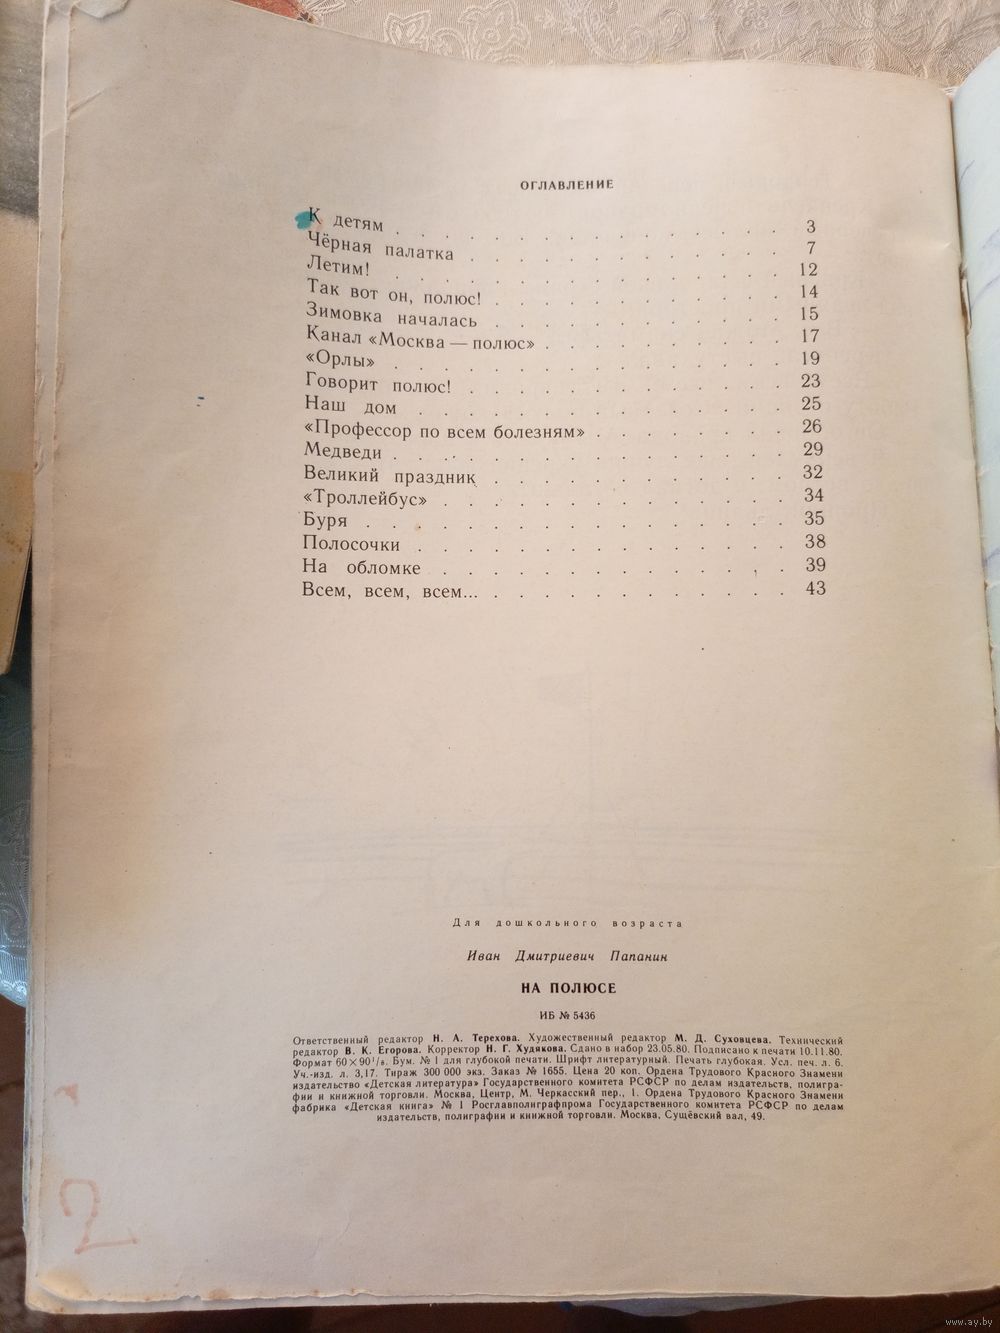 ОГЛАВЛЕНИЕ
К детям . . . . . . . . . . . . . . . . 3
Чёрная палатка . . . . . . . . . . . . . 7
Летим! . . . . . . . . . . . . . . . . 12
Так вот он, полюс! . . . . . . . . . . . . 14
Зимовка началась . . . . . . . . . . . . 15
Канал «Москва — полюс» . . . . . . . . . . 17
«Орлы» . . . . . . . . . . . . . . . . 19
Говорит полюс! . . . . . . . . . . . . . 23
Наш дом . . . . . . . . . . . . . . . 25
«Профессор по всем болезням» . . . . . . . . 26
Медведи . . . . . . . . . . . . . . . . 29
Великий праздник . . . . . . . . . . . . 32
«Троллейбус» . . . . . . . . . . . . . . 34
Буря . . . . . . . . . . . . . . . . . 35
Полосочки . . . . . . . . . . . . . . . 38
На обломке . . . . . . . . . . . . . . 39
Всем, всем, всем... . . . . . . . . . . . . 43
Для дошкольного возраста
Иван Дмитриевич Папанин
НА ПОЛЮСЕ
ИБ № 5436
Ответственный редактор Н. А. Терехова. Художественный редактор М. Д. Суховцева. Технический
редактор В. К. Егорова. Корректор Н. Г. Худякова. Сдано в набор 23.05.80. Подписано к печати 10.11.80.
Формат 60×90¹/₈. Бум. № 1 для глубокой печати. Шрифт литературный. Печать глубокая. Усл. печ. л. 6.
Уч.-изд. л. 3,17. Тираж 300 000 экз. Заказ № 1655. Цена 20 коп. Ордена Трудового Красного Знамени
издательство «Детская литература» Государственного комитета РСФСР по делам издательств, полигра-
фии и книжной торговли. Москва, Центр, М. Черкасский пер., 1. Ордена Трудового Красного Знамени
фабрика «Детская книга» № 1 Росглавполиграфпрома Государственного комитета РСФСР по делам
издательств, полиграфии и книжной торговли. Москва, Сущёвский вал, 49.
2
www.ay.by